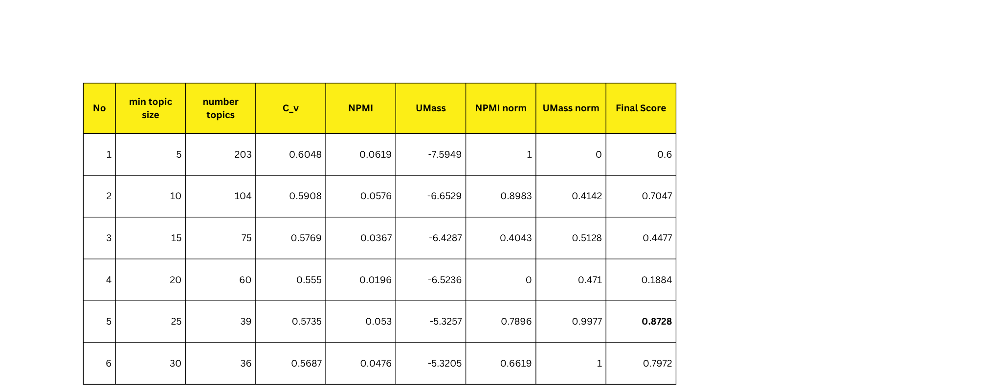 No min topic size number topics C_v NPMI UMass NPMI norm UMass norm Final Score
1 5 203 0.6048 0.0619 -7.5949 1 0 0.6
2 10 104 0.5908 0.0576 -6.6529 0.8983 0.4142 0.7047
3 15 75 0.5769 0.0367 -6.4287 0.4043 0.5128 0.4477
4 20 60 0.555 0.0196 -6.5236 0 0.471 0.1884
5 25 39 0.5735 0.053 -5.3257 0.7896 0.9977 0.8728
6 30 36 0.5687 0.0476 -5.3205 0.6619 1 0.7972